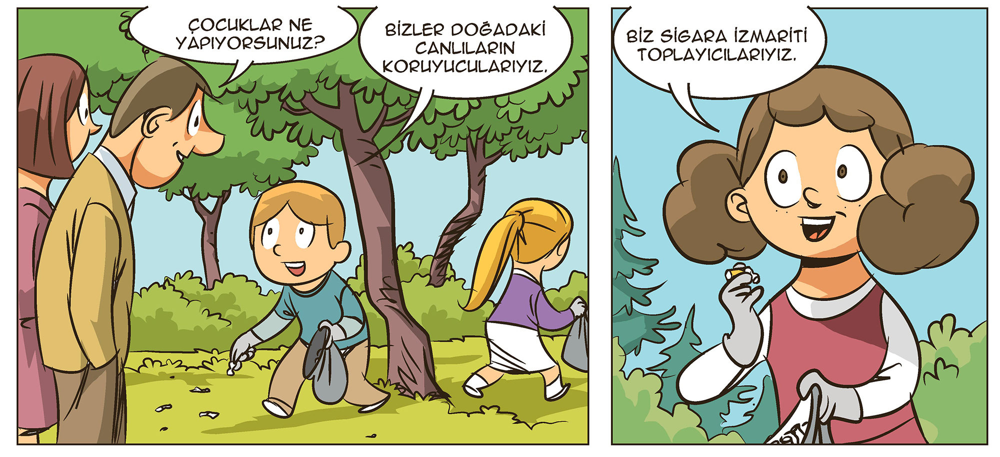 ÇOCUKLAR NE
YAPIYORSUNUZ?
BİZLER DOĞADAKİ
CANLILARIN
KORUYUCULARIYIZ.
BİZ SİGARA İZMARİTİ
TOPLAYICILARIYIZ.